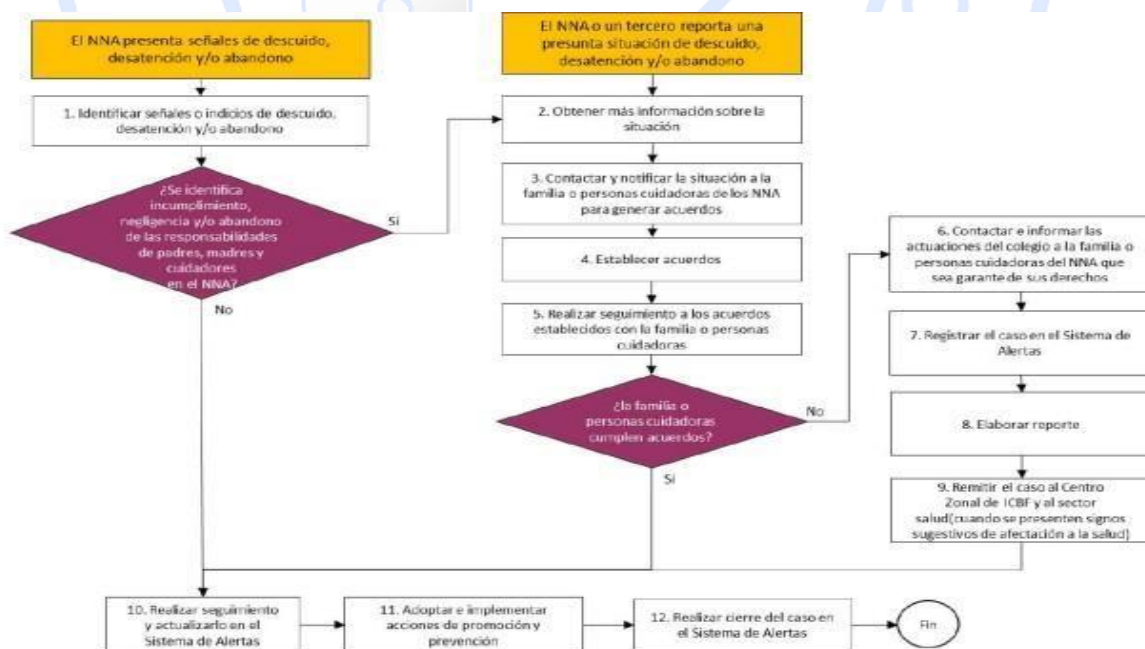 El NNA presenta señales de descuido,
desatención y/o abandono
El NNA o un tercero reporta una
presunta situación de descuido,
desatención y/o abandono
1. Identificar señales o indicios de descuido,
desatención y/o abandono
2. Obtener más información sobre la
situación
¿Se identifica
incumplimiento,
negligencia y/o abandono
de las responsabilidades
de padres, madres y
cuidadores
en el NNA?
Si
No
3. Contactar y notificar la situación a la
familia o personas cuidadoras de los NNA
para generar acuerdos
4. Establecer acuerdos
5. Realizar seguimiento a los acuerdos
establecidos con la familia o personas
cuidadoras
¿la familia o
personas cuidadoras
cumplen acuerdos?
No
Si
6. Contactar e informar las
actuaciones del colegio a la familia o
personas cuidadoras del NNA que
sea garante de sus derechos
7. Registrar el caso en el Sistema de
Alertas
8. Elaborar reporte
9. Remitir el caso al Centro
Zonal de ICBF y al sector
salud(cuando se presenten signos
sugestivos de afectación a la salud)
10. Realizar seguimiento
y actualizarlo en el
Sistema de Alertas
11. Adoptar e implementar
acciones de promoción y
prevención
12. Realizar cierre del caso en
el Sistema de Alertas
Fin